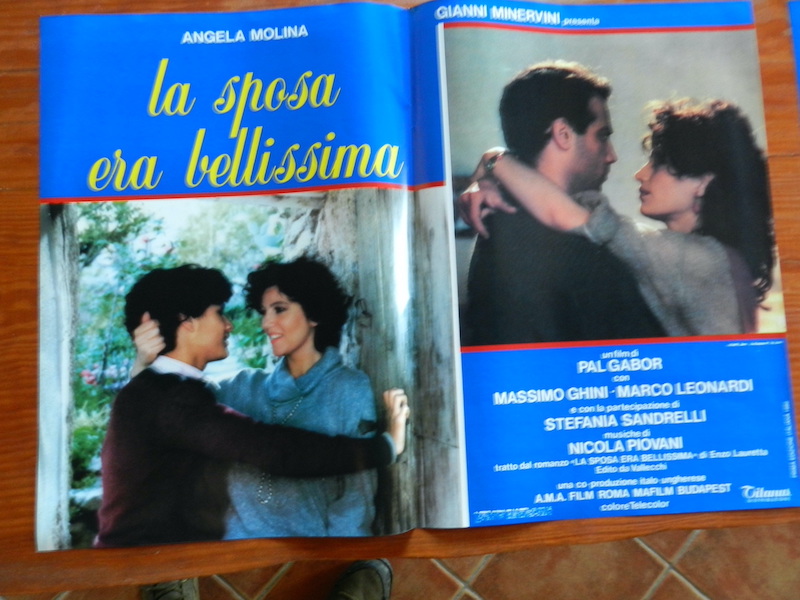 ANGELA MOLINA
la sposa
era bellissima
GIANNI MINERVINI presenta
un film di
PAL GABOR
con
MASSIMO GHINI - MARCO LEONARDI
e con la partecipazione di
STEFANIA SANDRELLI
musiche di
NICOLA PIOVANI
tratto dal romanzo «LA SPOSA ERA BELLISSIMA» di Enzo Lauretta
Edito da Vallecchi
una co-produzione italo ungherese
A.M.A. FILM ROMA MAFILM BUDAPEST
coloreTelecolor
Titanus